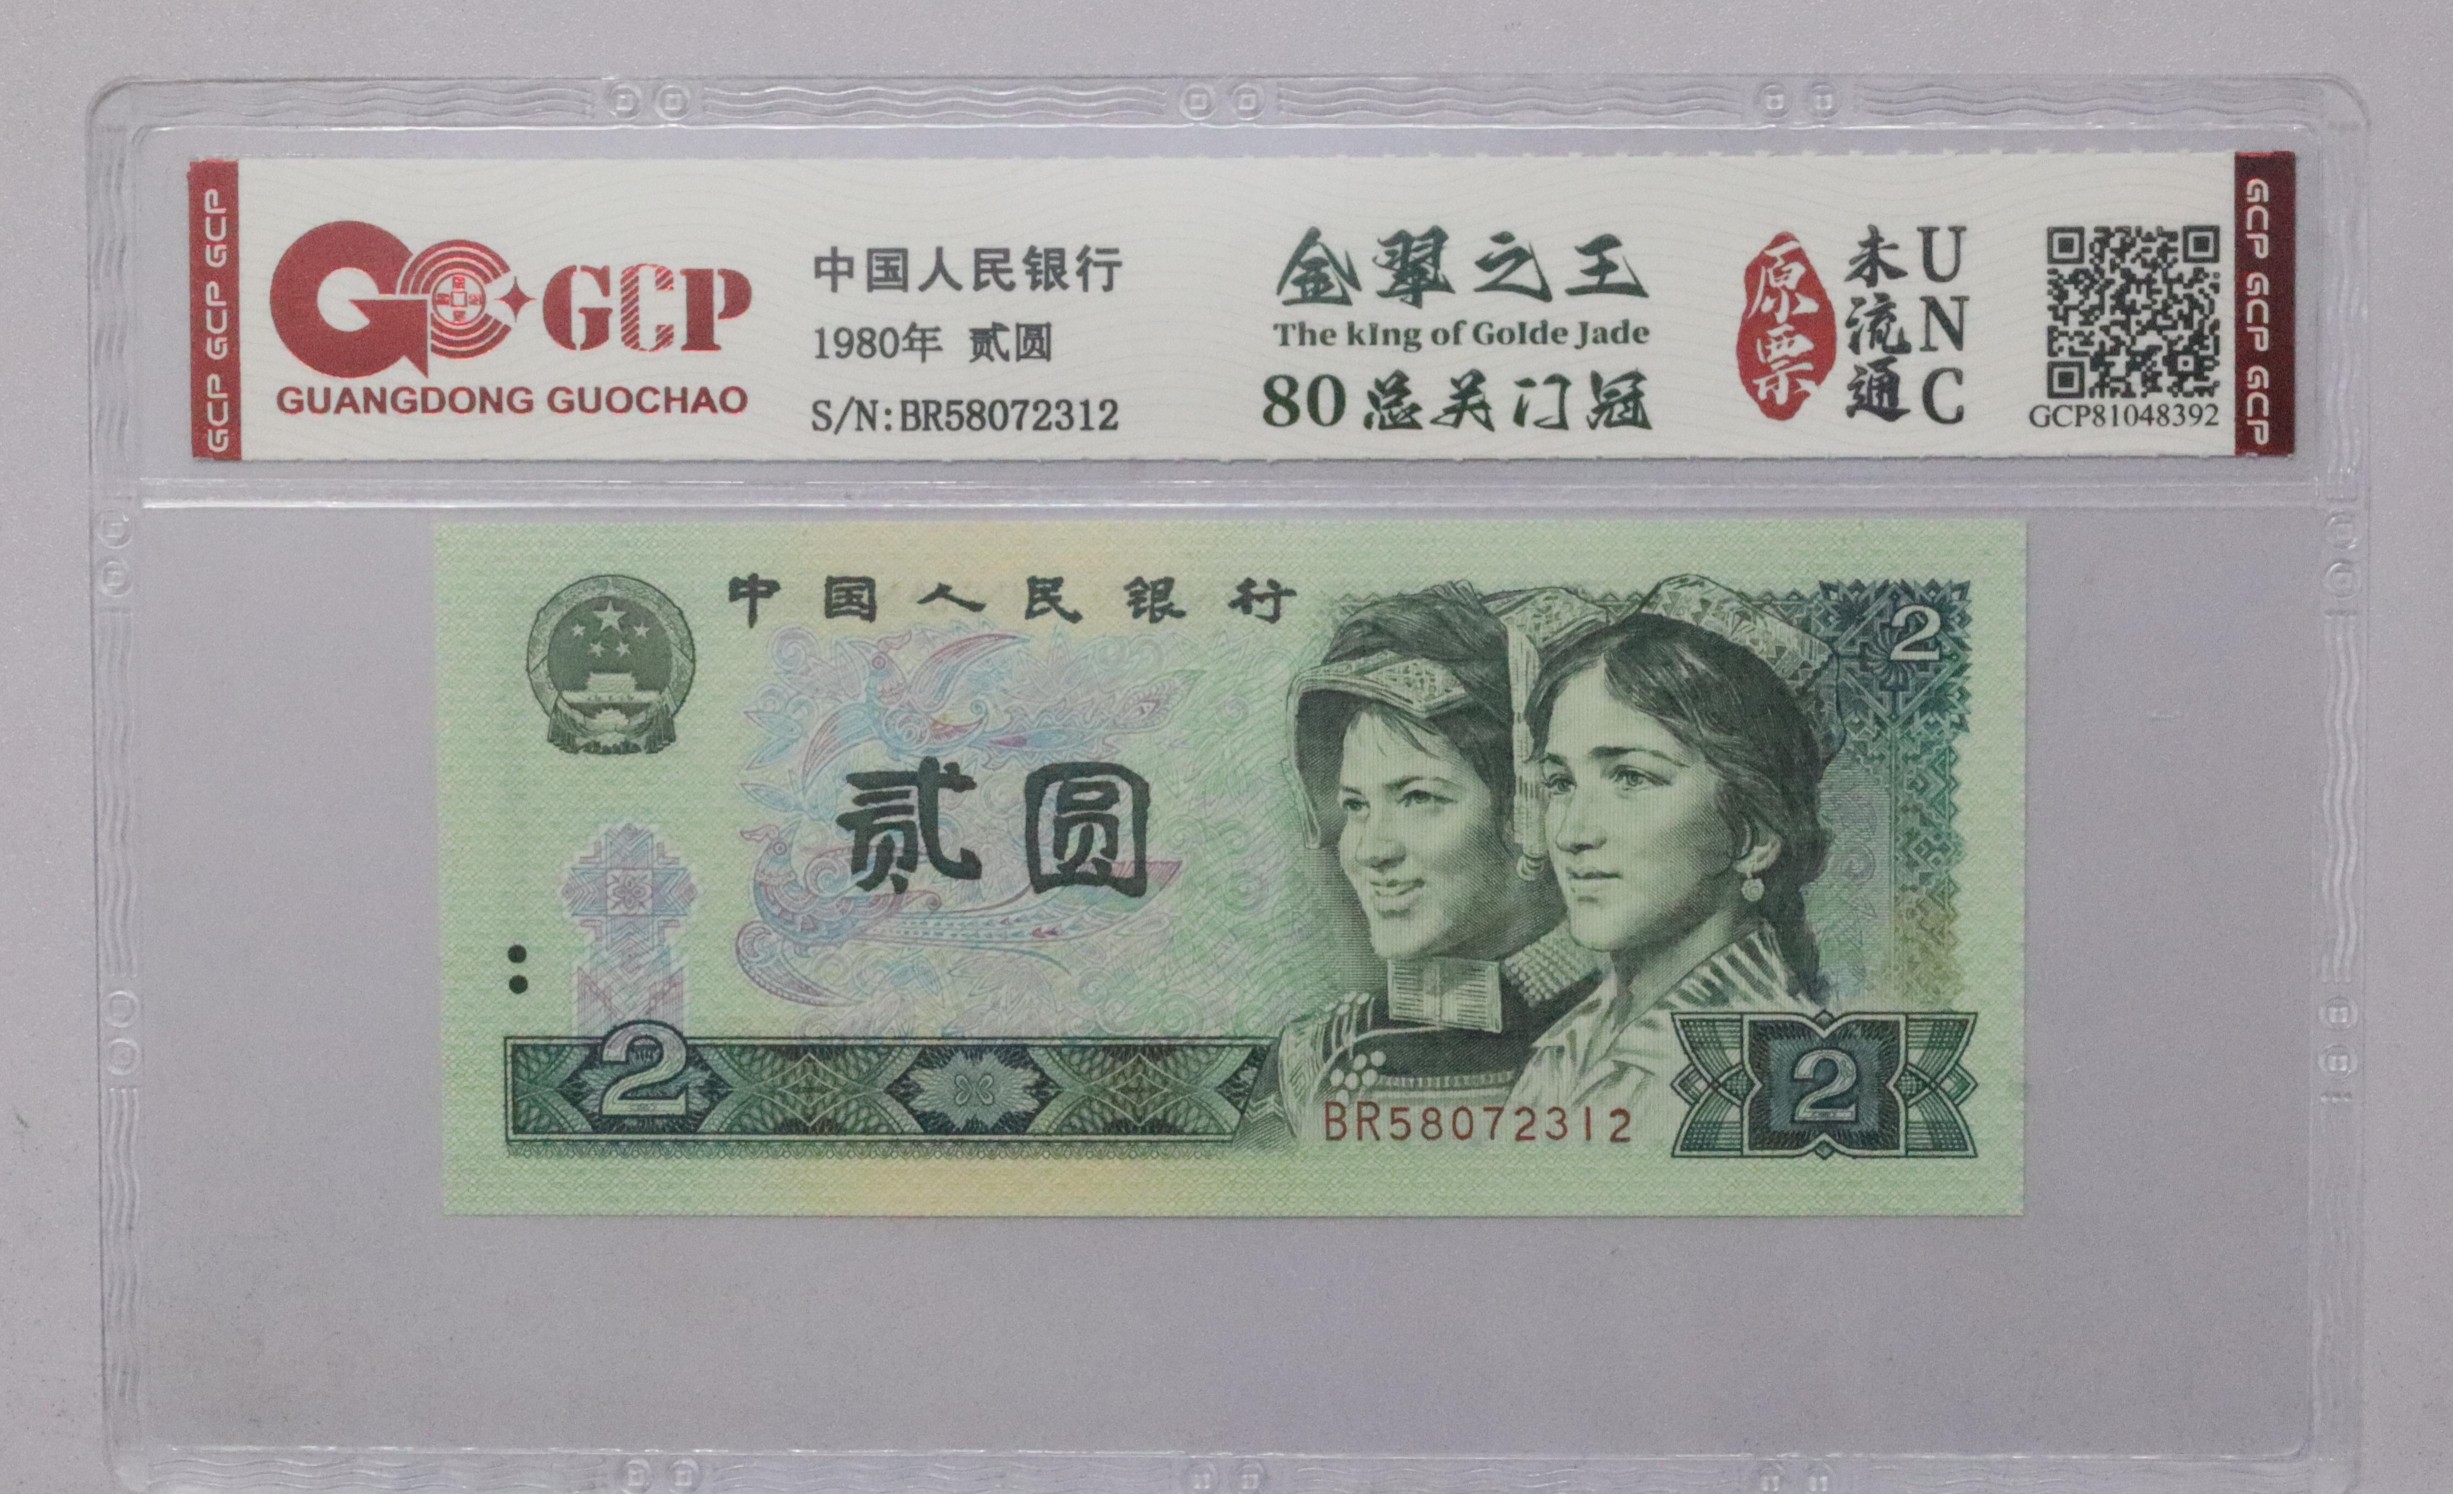 GCP GCP GCP
GCP
GUANGDONG GUOCHAO
中国人民银行
1980年 贰圆
S/N:BR58072312
金翠之王
The kIng of Golde Jade
80总关门冠
原票
未流通
UNC
GCP81048392
GCP GCP GCP
中国人民银行
2
贰圆
2
BR58072312
2